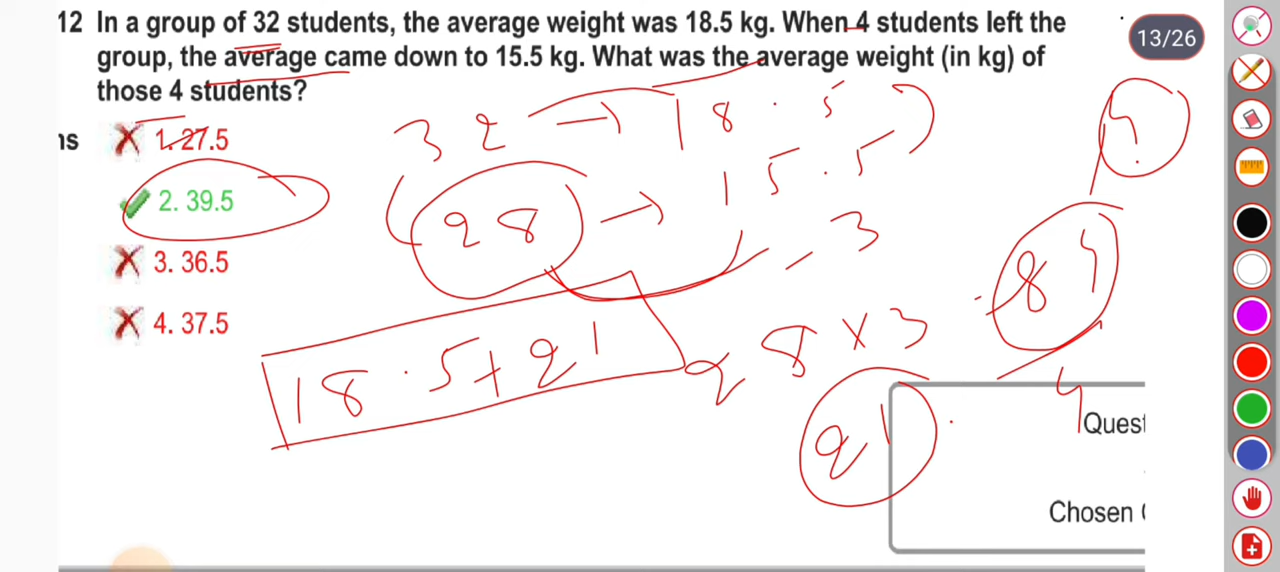 12 In a group of 32 students, the average weight was 18.5 kg. When 4 students left the
13/26
group, the average came down to 15.5 kg. What was the average weight (in kg) of
those 4 students?
ns
1. 27.5
2. 39.5
3. 36.5
4. 37.5
32 → 18.5
28 → 15.5
- 3
4
28 × 3
84
4
21
18.5 + 21
Quest
Chosen